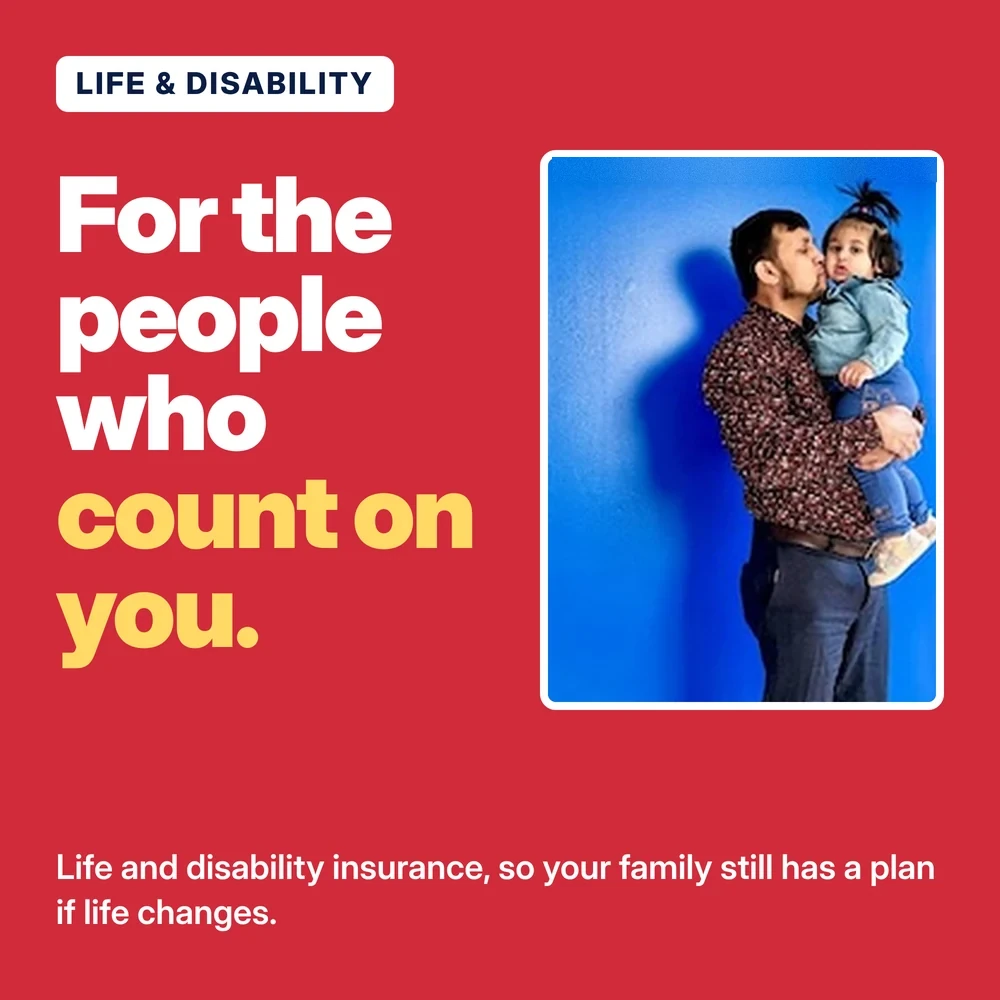 LIFE & DISABILITY
For the
people
who
count on
you.
Life and disability insurance, so your family still has a plan
if life changes.